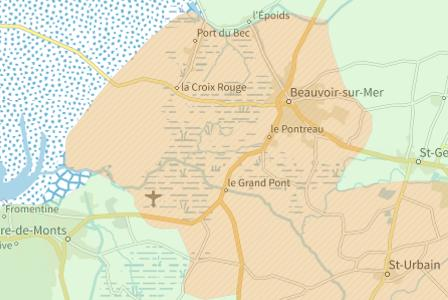 l'Époids
Port du Bec
la Croix Rouge
Beauvoir-sur-Mer
le Pontreau
St-Ge
le Grand Pont
Fromentine
re-de-Monts
ive
St-Urbain